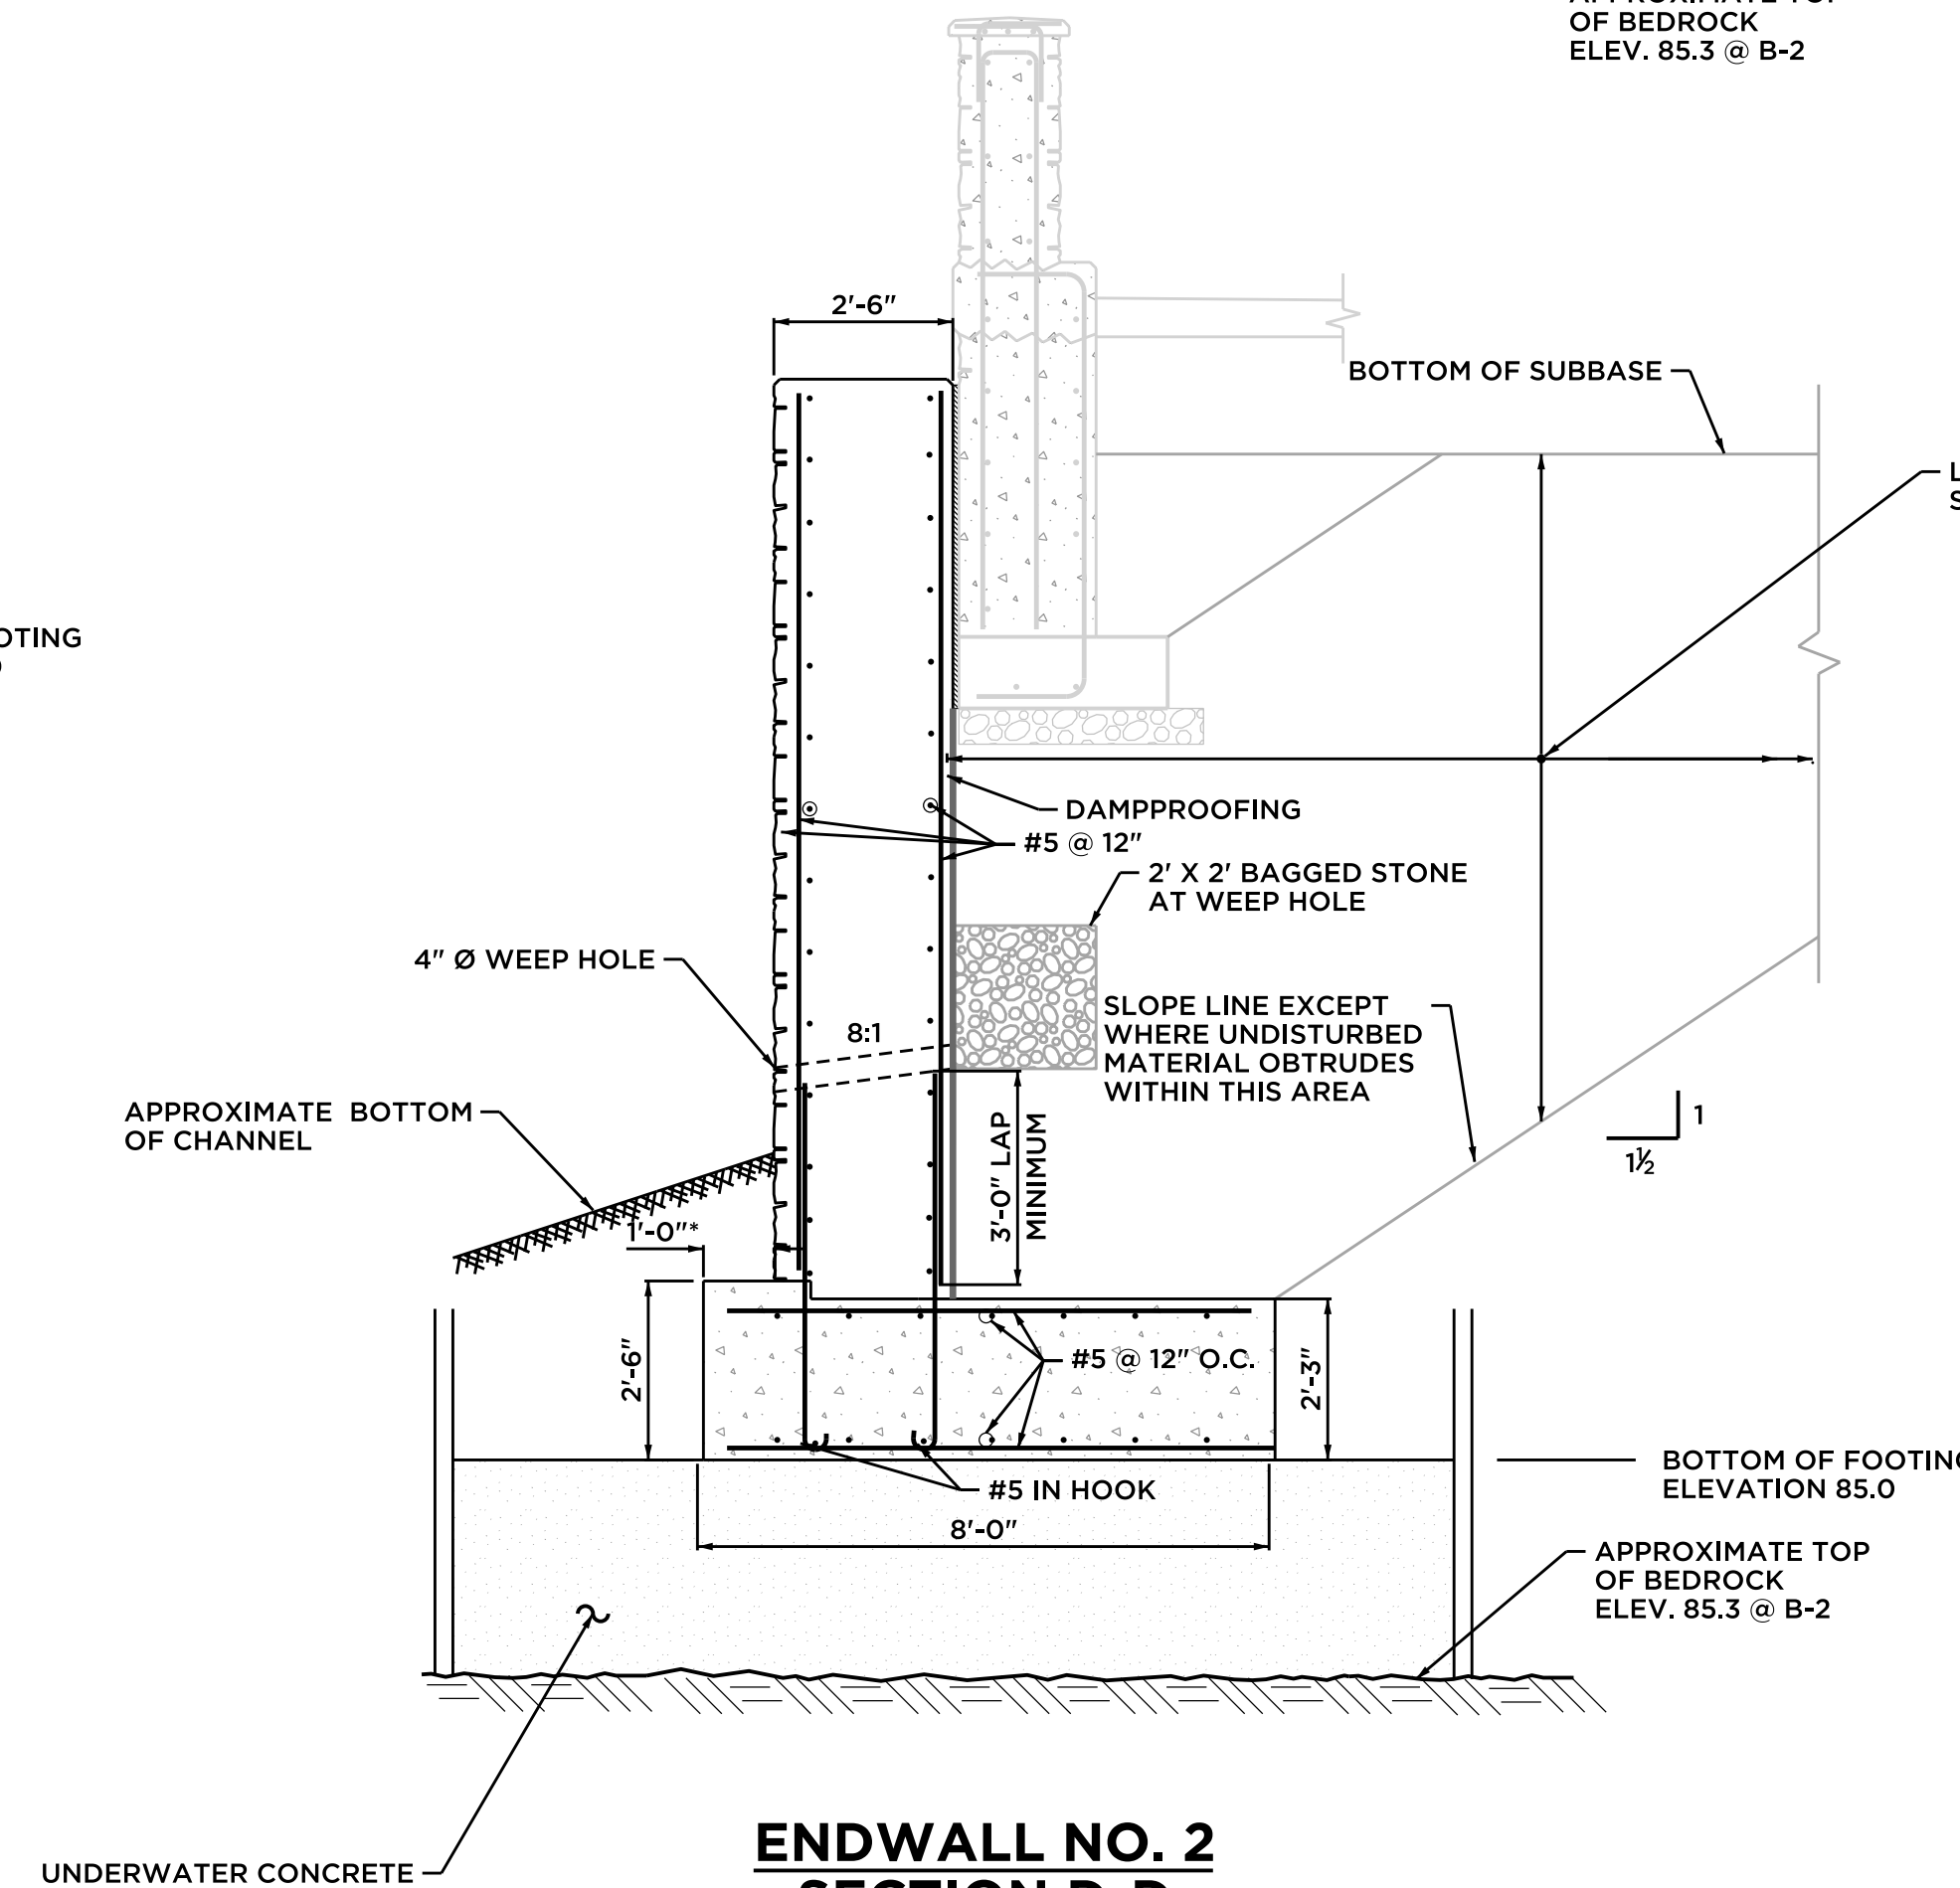 OF BEDROCK
ELEV. 85.3 @ B-2
2'-6"
BOTTOM OF SUBBASE
DAMPPROOFING
#5 @ 12"
2' X 2' BAGGED STONE
AT WEEP HOLE
4" Ø WEEP HOLE
8:1
SLOPE LINE EXCEPT
WHERE UNDISTURBED
MATERIAL OBTRUDES
WITHIN THIS AREA
APPROXIMATE BOTTOM
OF CHANNEL
3'-0" LAP
MINIMUM
1
1½
1'-0"*
2'-6"
#5 @ 12" O.C.
2'-3"
#5 IN HOOK
8'-0"
BOTTOM OF
ELEVATION 85.0
APPROXIMATE TOP
OF BEDROCK
ELEV. 85.3 @ B-2
UNDERWATER CONCRETE
ENDWALL NO. 2